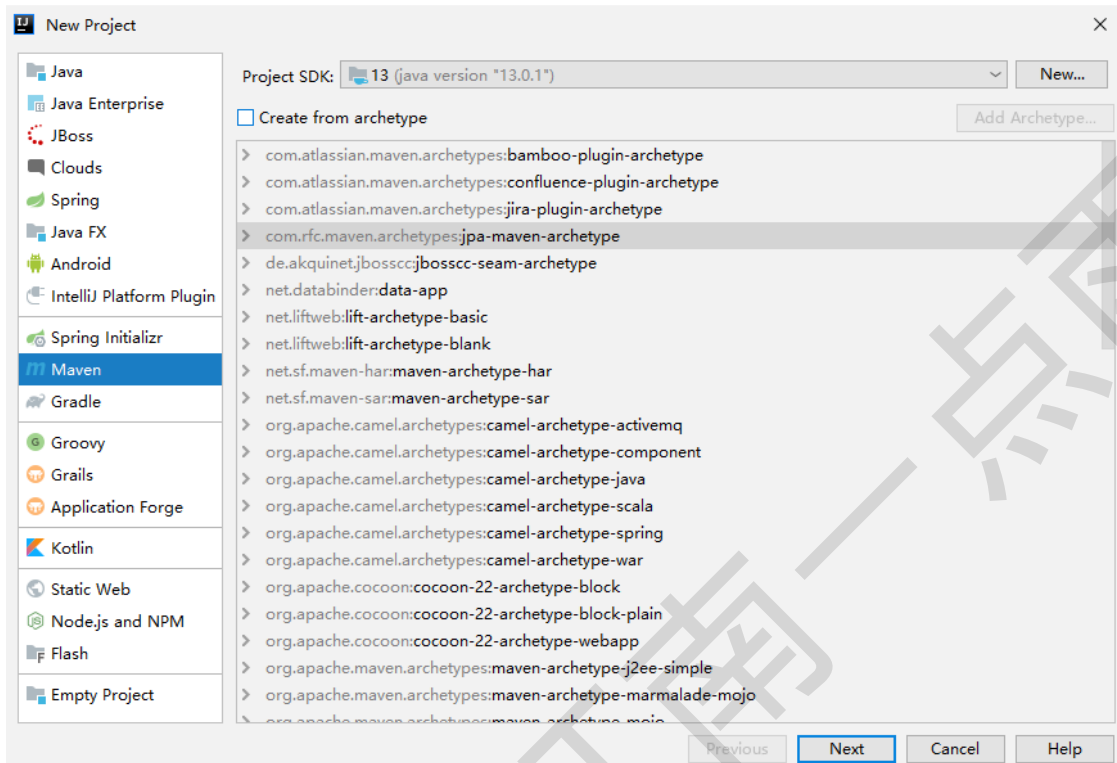 New Project
Java
Java Enterprise
JBoss
Clouds
Spring
Java FX
Android
IntelliJ Platform Plugin
Spring Initializr
Maven
Gradle
Groovy
Grails
Application Forge
Kotlin
Static Web
Node.js and NPM
Flash
Empty Project
Project SDK: 13 (java version "13.0.1") New...
Create from archetype Add Archetype...
com.atlassian.maven.archetypes:bamboo-plugin-archetype
com.atlassian.maven.archetypes:confluence-plugin-archetype
com.atlassian.maven.archetypes:jira-plugin-archetype
com.rfc.maven.archetypes:jpa-maven-archetype
de.akquinet.jbosscc:jbosscc-seam-archetype
net.databinder:data-app
net.liftweb:lift-archetype-basic
net.liftweb:lift-archetype-blank
net.sf.maven-har:maven-archetype-har
net.sf.maven-sar:maven-archetype-sar
org.apache.camel.archetypes:camel-archetype-activemq
org.apache.camel.archetypes:camel-archetype-component
org.apache.camel.archetypes:camel-archetype-java
org.apache.camel.archetypes:camel-archetype-scala
org.apache.camel.archetypes:camel-archetype-spring
org.apache.camel.archetypes:camel-archetype-war
org.apache.cocoon:cocoon-22-archetype-block
org.apache.cocoon:cocoon-22-archetype-block-plain
org.apache.cocoon:cocoon-22-archetype-webapp
org.apache.maven.archetypes:maven-archetype-j2ee-simple
org.apache.maven.archetypes:maven-archetype-marmalade-mojo
org.apache.maven.archetypes:maven-archetype-mojo
Previous Next Cancel Help
南一点